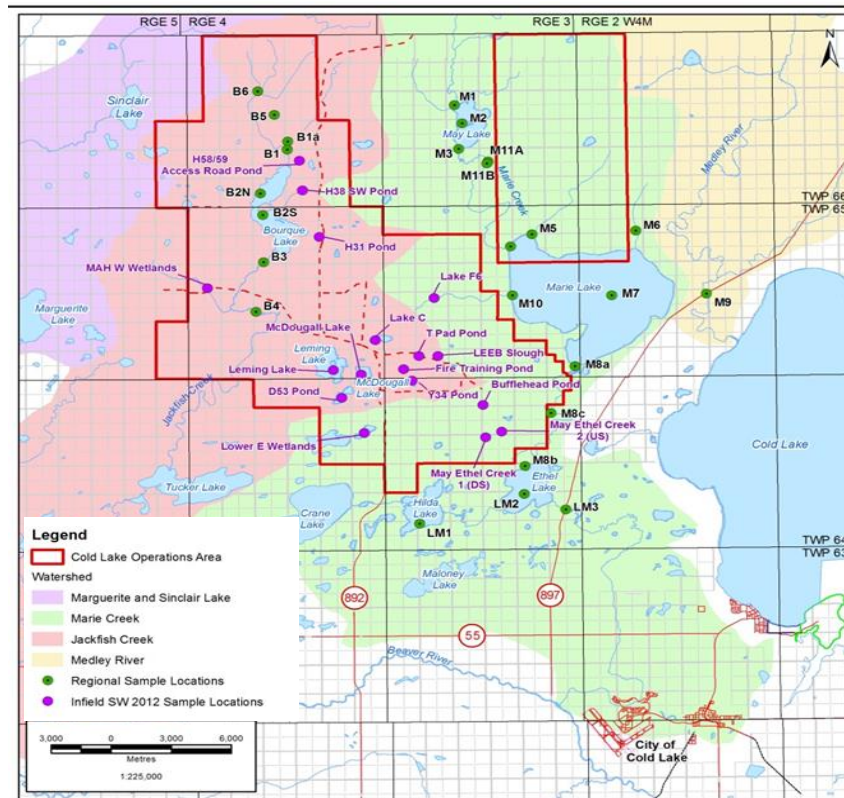 RGE 5 RGE 4
RGE 3 RGE 2 W4M
N
Sinclair
Lake
B6
B5
B1a
B1
H58/59
Access Road Pond
H38 SW Pond
B2N
B2S
Bourque
Lake
H31 Pond
B3
MAH W Wetlands
B4
Marguerite
Lake
M1
M2
May Lake
M3
M11A
M11B
Marie Creek
Medley River
TWP 66
TWP 65
M5
M6
Marie Lake
M7
M10
M9
Lake F6
Lake C
McDougall Lake
T Pad Pond
Leming
Lake
LEEB Slough
Leming Lake
Fire Training Pond
McDougall
Lake
Y34 Pond
M8a
Bufflehead Pond
D53 Pond
Jackfish Creek
M8c
May Ethel Creek
2 (US)
Lower E Wetlands
May Ethel Creek
1 (DS)
M8b
Ethel
Lake
Cold Lake
Tucker Lake
Crane
Lake
Hilda
Lake
LM2
LM3
LM1
TWP 64
TWP 63
Maloney
Lake
892
897
55
Beaver River
City of
Cold Lake
Legend
Cold Lake Operations Area
Watershed
Marguerite and Sinclair Lake
Marie Creek
Jackfish Creek
Medley River
Regional Sample Locations
Infield SW 2012 Sample Locations
3,000 0 3,000 6,000
Metres
1:225,000